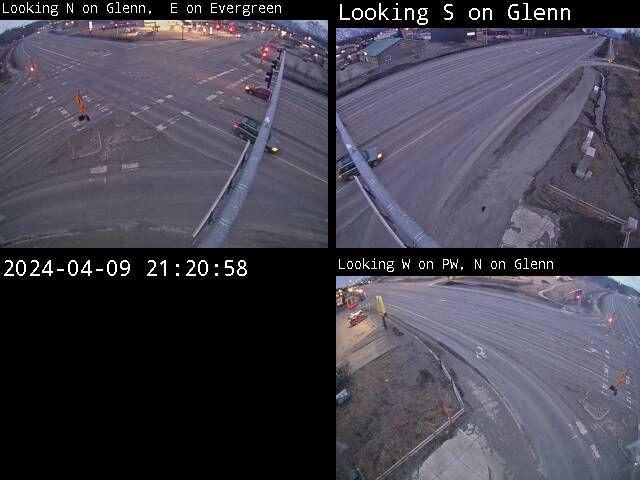 Looking N on Glenn,  E on Evergreen
Looking S on Glenn
2024-04-09 21:20:58
Looking W on PW, N on Glenn